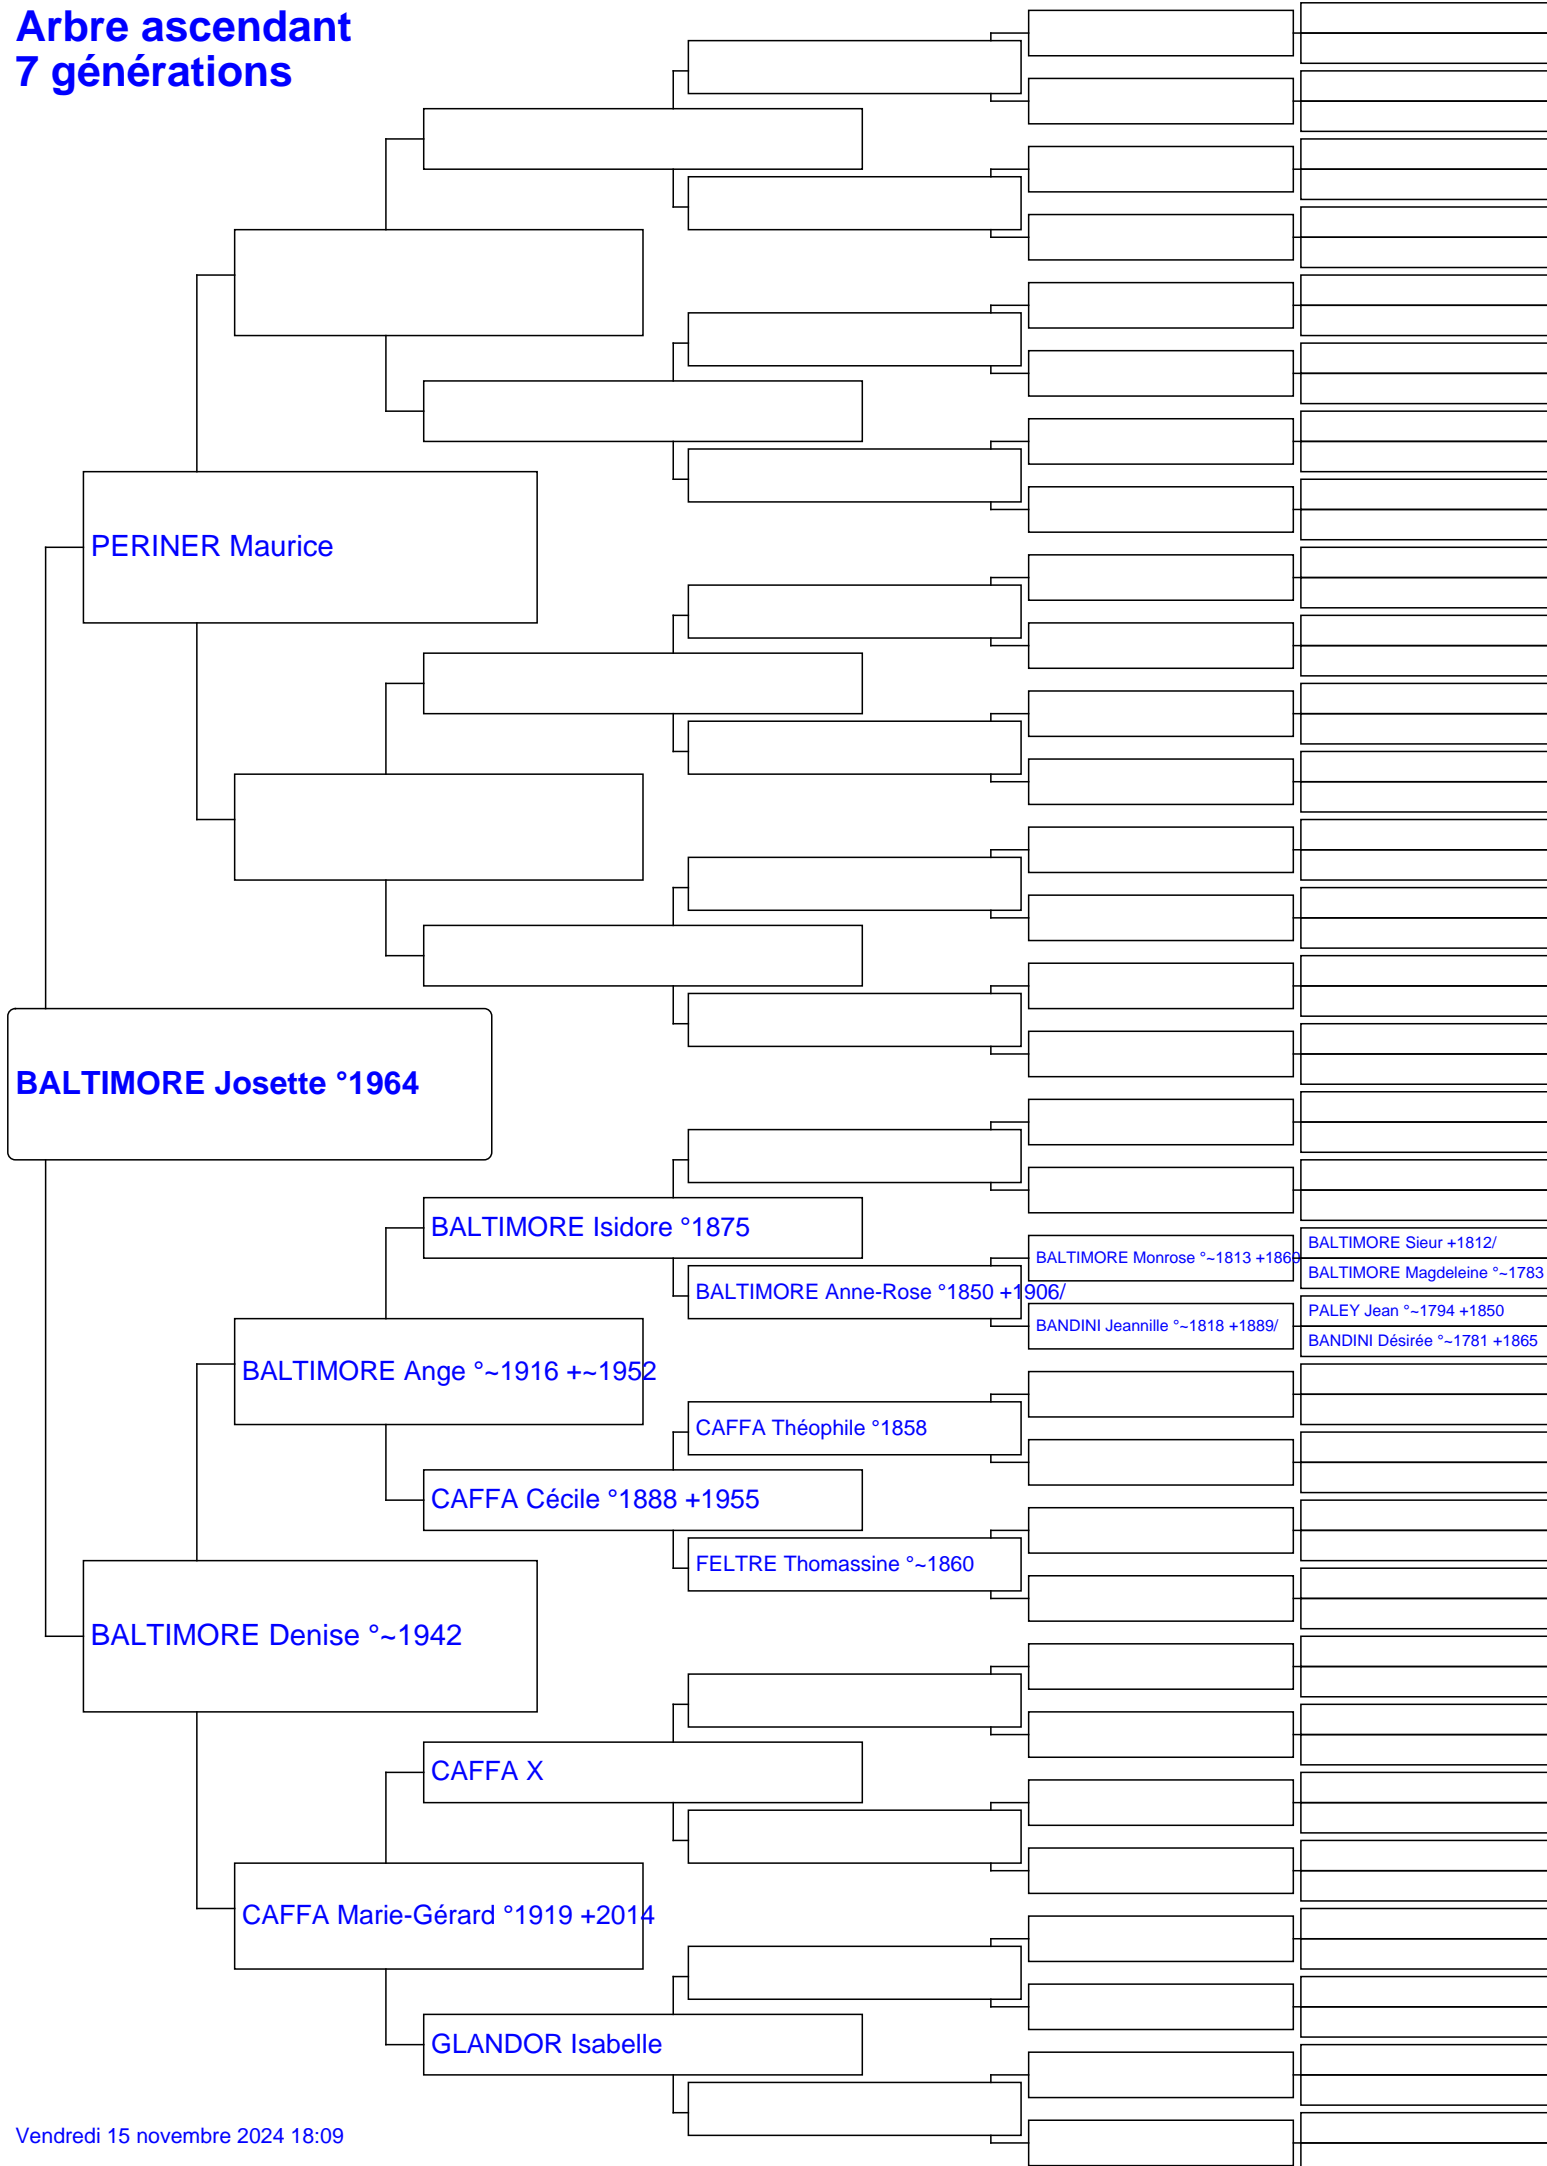 Arbre ascendant
7 générations
PERINER Maurice
BALTIMORE Josette °1964
BALTIMORE Isidore °1875
BALTIMORE Monrose °~1813 +1860
BALTIMORE Sieur +1812/
BALTIMORE Magdeleine °~1783
BALTIMORE Anne-Rose °1850 +1906/
BANDINI Jeannille °~1818 +1889/
PALEY Jean °~1794 +1850
BANDINI Désirée °~1781 +1865
BALTIMORE Ange °~1916 +~1952
CAFFA Théophile °1858
CAFFA Cécile °1888 +1955
FELTRE Thomassine °~1860
BALTIMORE Denise °~1942
CAFFA X
CAFFA Marie-Gérard °1919 +2014
GLANDOR Isabelle
Vendredi 15 novembre 2024 18:09